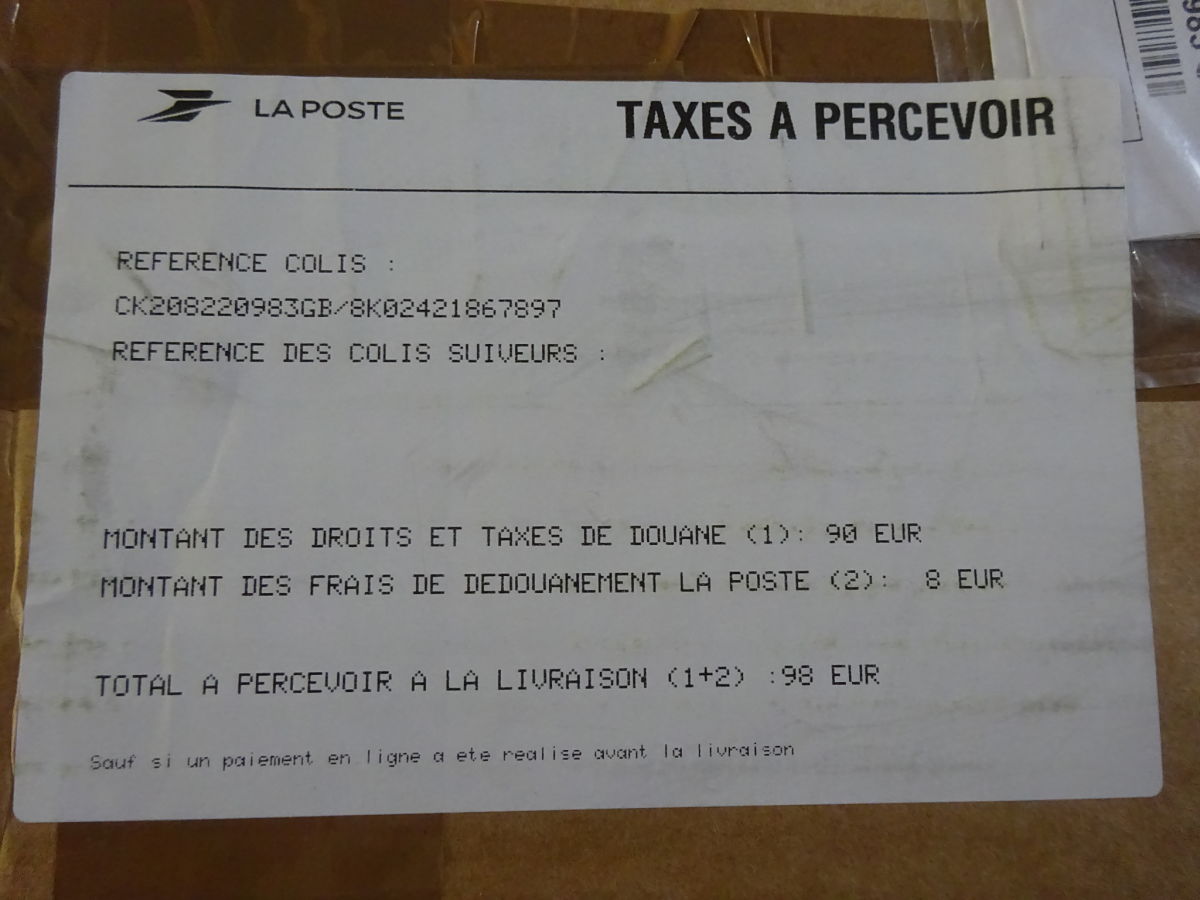 LA POSTE
TAXES A PERCEVOIR
REFERENCE COLIS :
CK208220983GB/8K02421867897
REFERENCE DES COLIS SUIVEURS :
MONTANT DES DROITS ET TAXES DE DOUANE (1): 90 EUR
MONTANT DES FRAIS DE DEDOUANEMENT LA POSTE (2): 8 EUR
TOTAL A PERCEVOIR A LA LIVRAISON (1+2) :98 EUR
Sauf si un paiement en ligne a ete realise avant la livraison